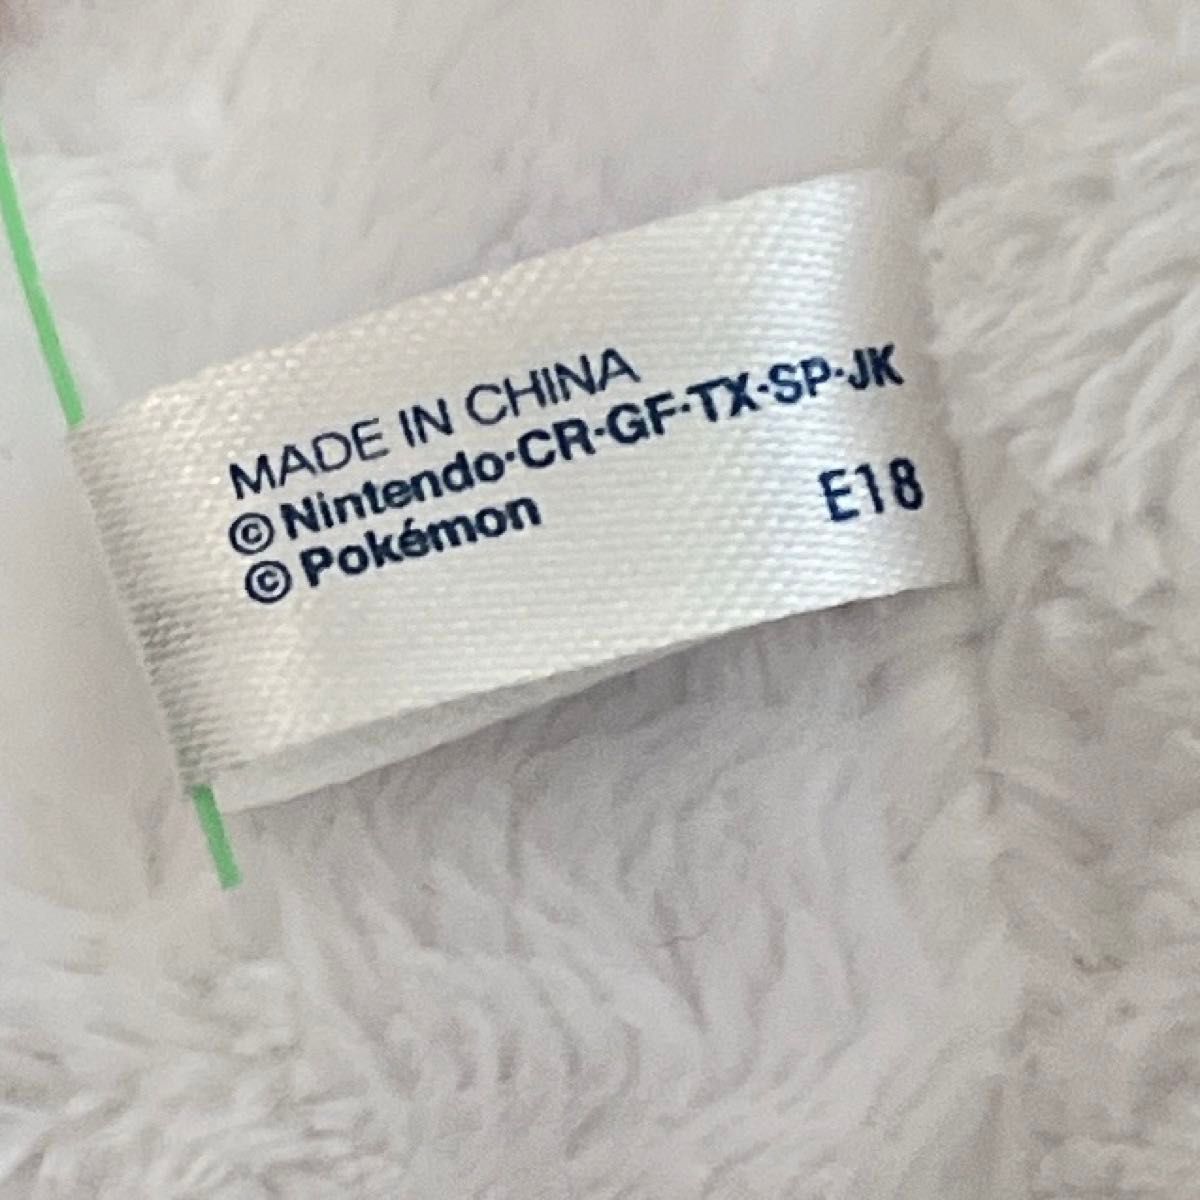 MADE IN CHINA
©Nintendo·CR·GF·TX·SP·JK
©Pokémon E18